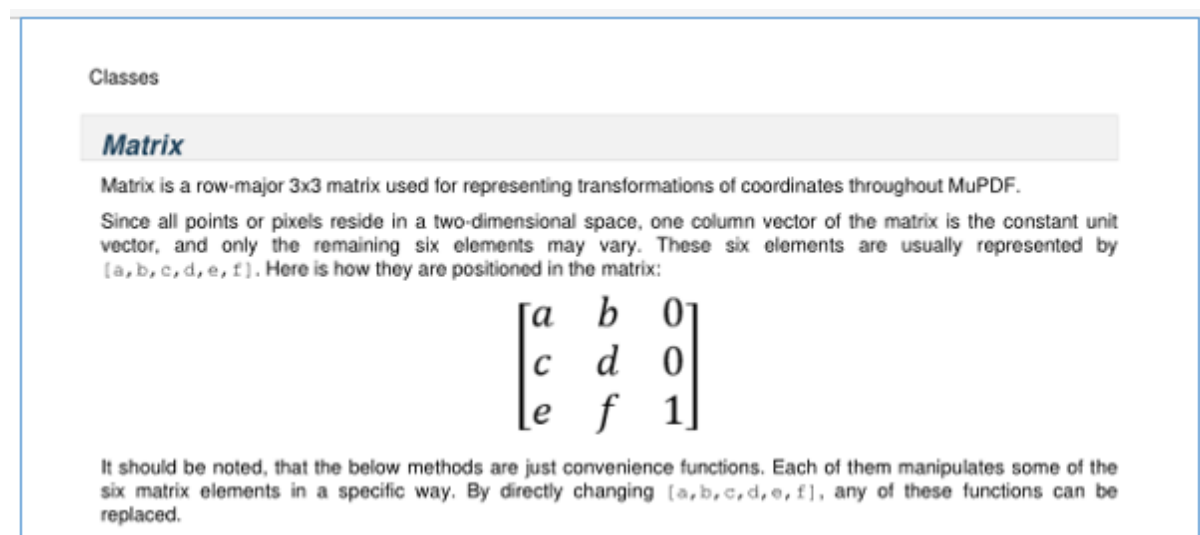 Classes
Matrix
Matrix is a row-major 3x3 matrix used for representing transformations of coordinates throughout MuPDF.
Since all points or pixels reside in a two-dimensional space, one column vector of the matrix is the constant unit
vector, and only the remaining six elements may vary. These six elements are usually represented by
[a,b,c,d,e,f]. Here is how they are positioned in the matrix:
a b 0
c d 0
e f 1
It should be noted, that the below methods are just convenience functions. Each of them manipulates some of the
six matrix elements in a specific way. By directly changing [a,b,c,d,e,f], any of these functions can be
replaced.